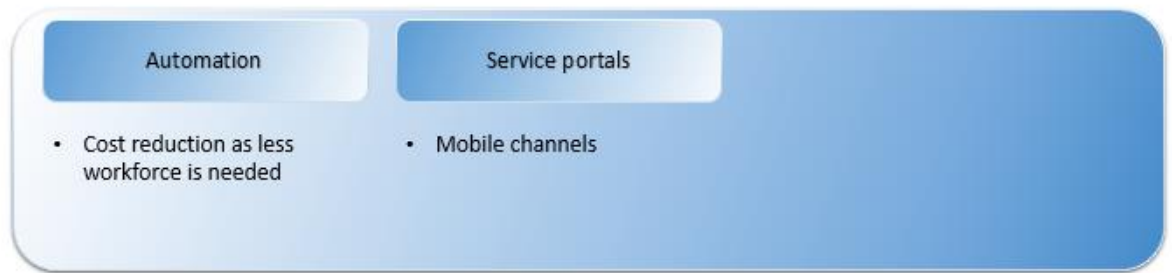 Automation
Service portals
• Cost reduction as less
workforce is needed
• Mobile channels